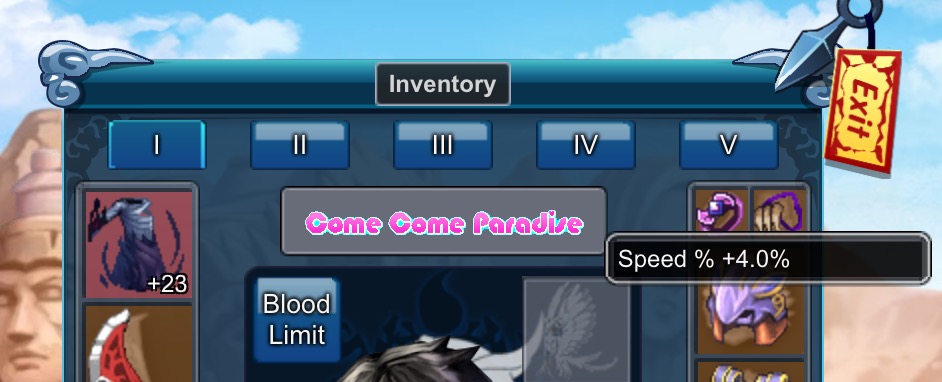 Inventory
Exit
I
II
III
IV
V
Come Come Paradise
Speed % +4.0%
+23
Blood
Limit